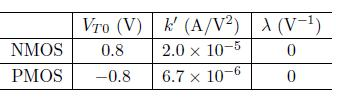 V_T0 (V) k′ (A/V²) λ (V⁻¹)
NMOS 0.8 2.0 × 10⁻⁵ 0
PMOS −0.8 6.7 × 10⁻⁶ 0